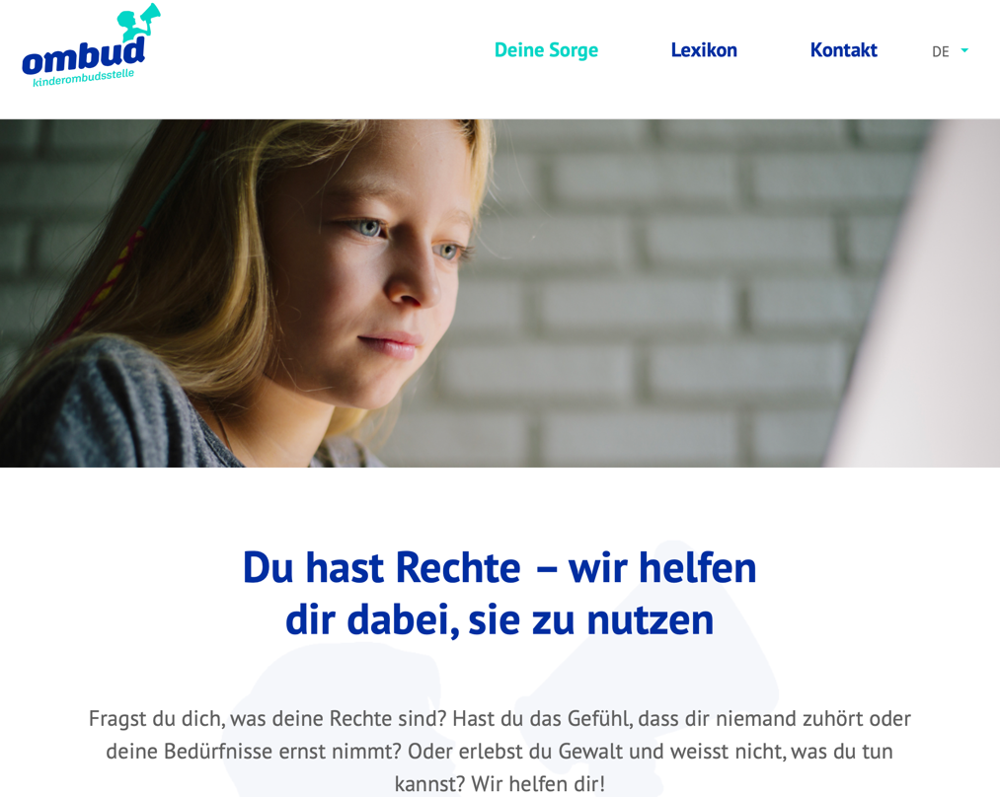 ombud
kinderombudsstelle
Deine Sorge
Lexikon
Kontakt
DE
Du hast Rechte – wir helfen
dir dabei, sie zu nutzen
Fragst du dich, was deine Rechte sind? Hast du das Gefühl, dass dir niemand zuhört oder
deine Bedürfnisse ernst nimmt? Oder erlebst du Gewalt und weisst nicht, was du tun
kannst? Wir helfen dir!